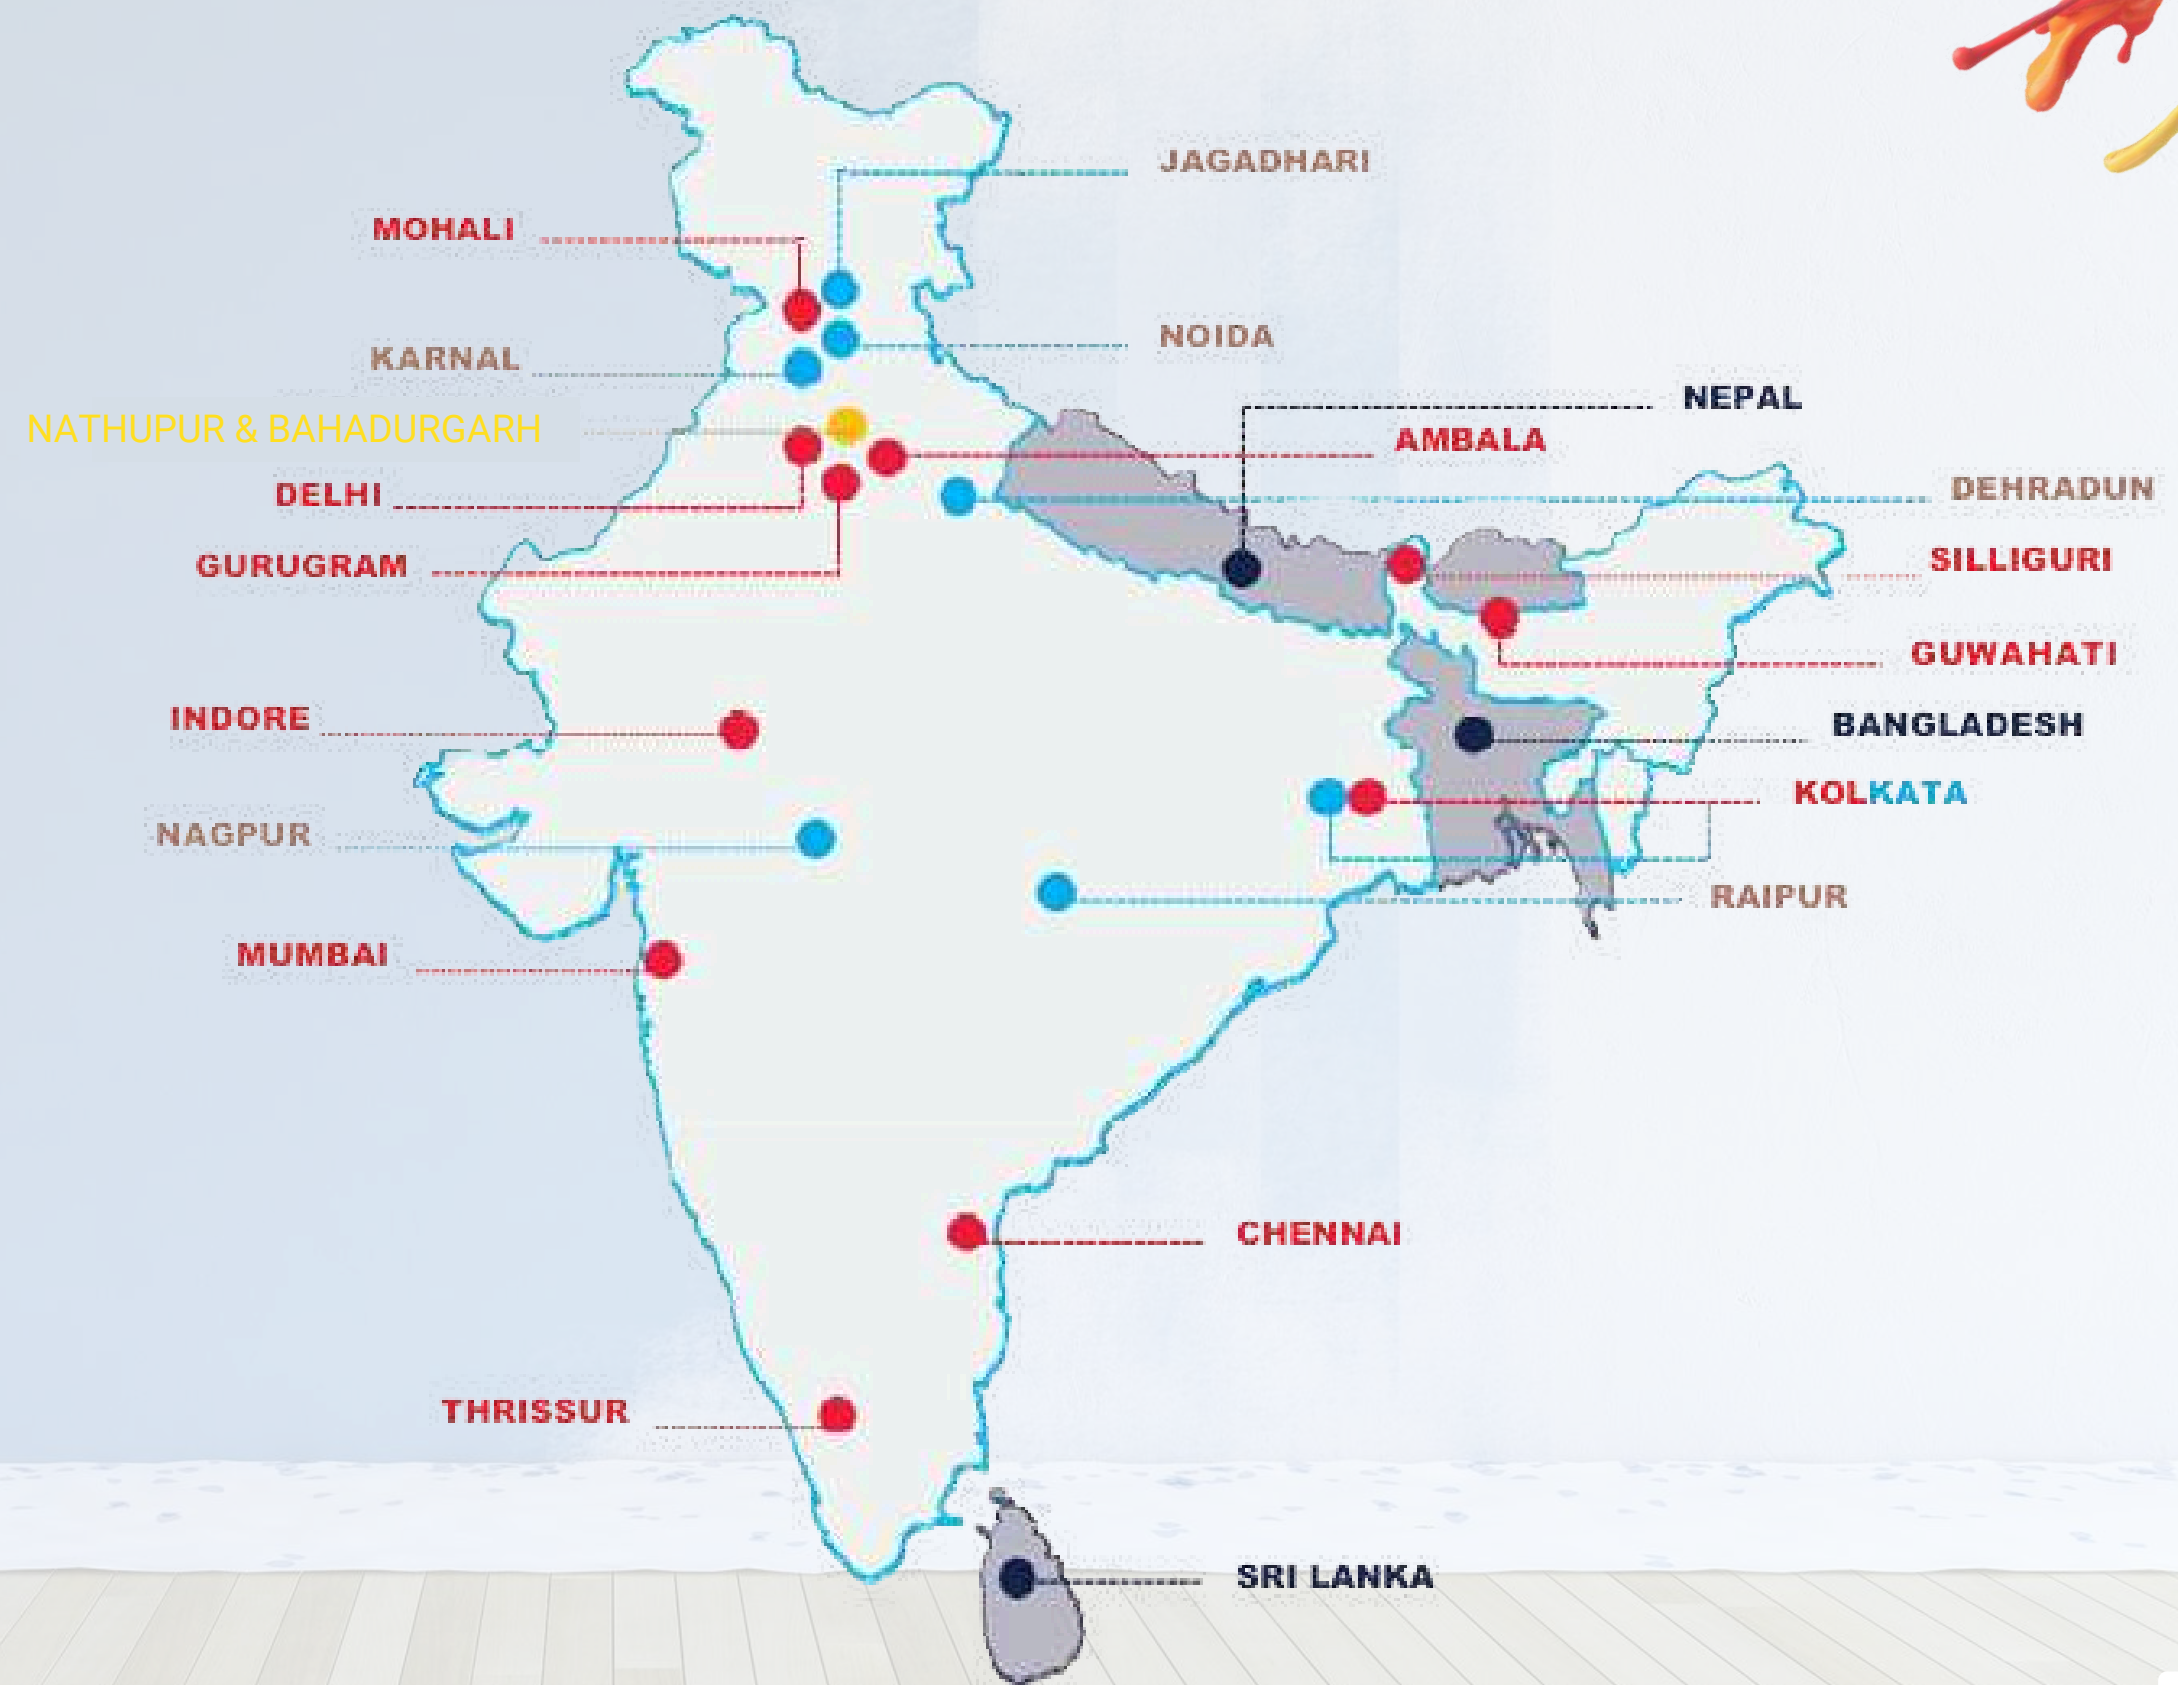 JAGADHARI
MOHALI
NOIDA
KARNAL
NEPAL
NATHUPUR & BAHADURGARH
AMBALA
DELHI
DEHRADUN
SILLIGURI
GURUGRAM
GUWAHATI
INDORE
BANGLADESH
KOLKATA
NAGPUR
RAIPUR
MUMBAI
CHENNAI
THRISSUR
SRI LANKA